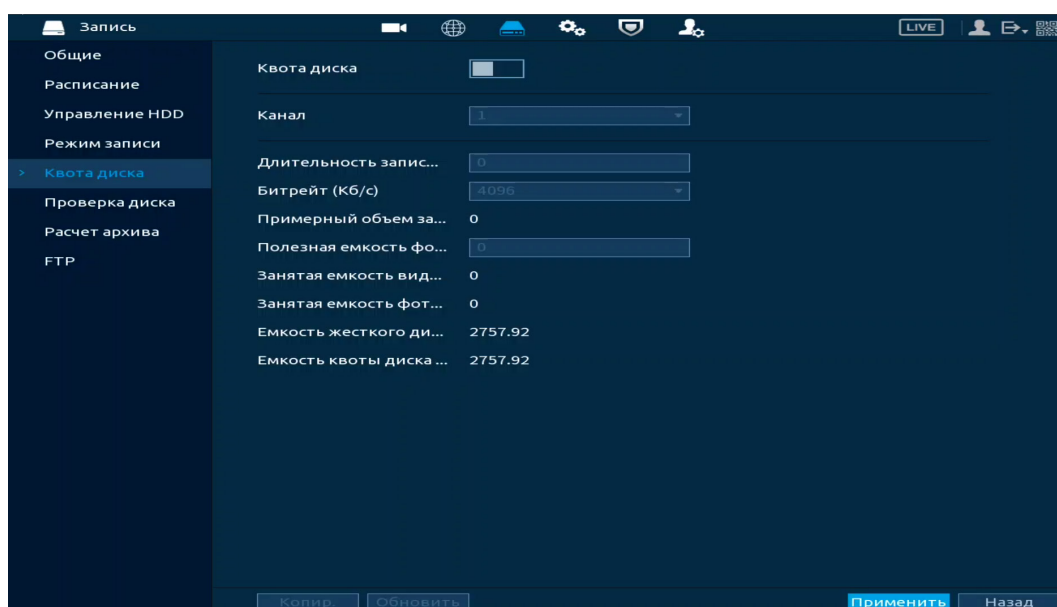 Запись
LIVE
Общие
Расписание
Управление HDD
Режим записи
> Квота диска
Проверка диска
Расчет архива
FTP
Квота диска
Канал 1
Длительность запис... 0
Битрейт (Кб/с) 4096
Примерный объем за... 0
Полезная емкость фо... 0
Занятая емкость вид... 0
Занятая емкость фот... 0
Емкость жесткого ди... 2757.92
Емкость квоты диска ... 2757.92
Копир. Обновить Применить Назад